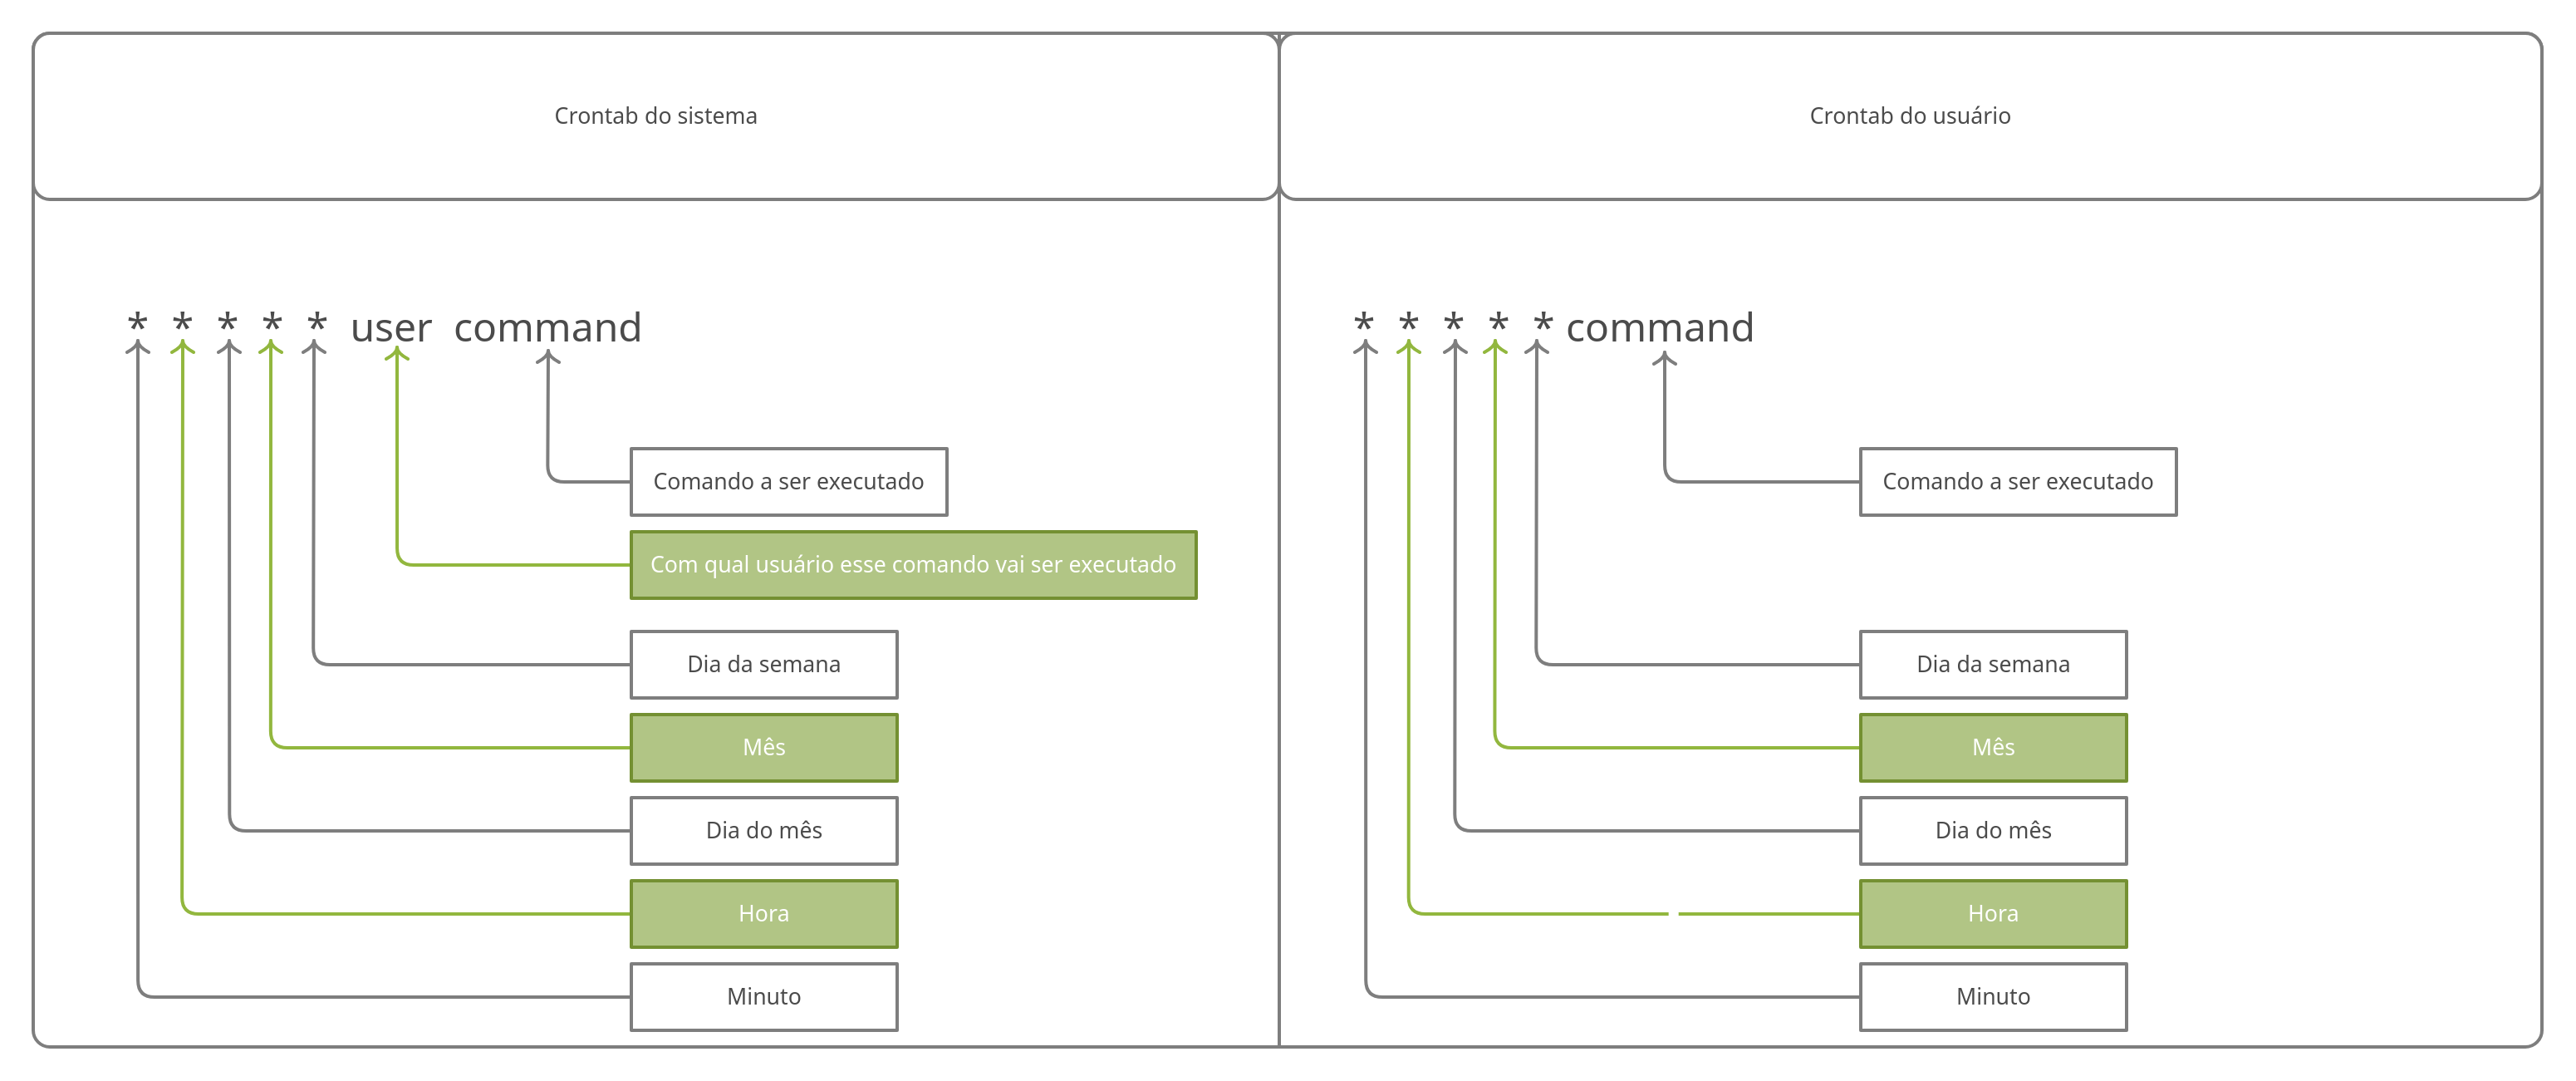 Crontab do sistema
* * * * * user command
Comando a ser executado
Com qual usuário esse comando vai ser executado
Dia da semana
Mês
Dia do mês
Hora
Minuto
Crontab do usuário
* * * * * command
Comando a ser executado
Dia da semana
Mês
Dia do mês
Hora
Minuto